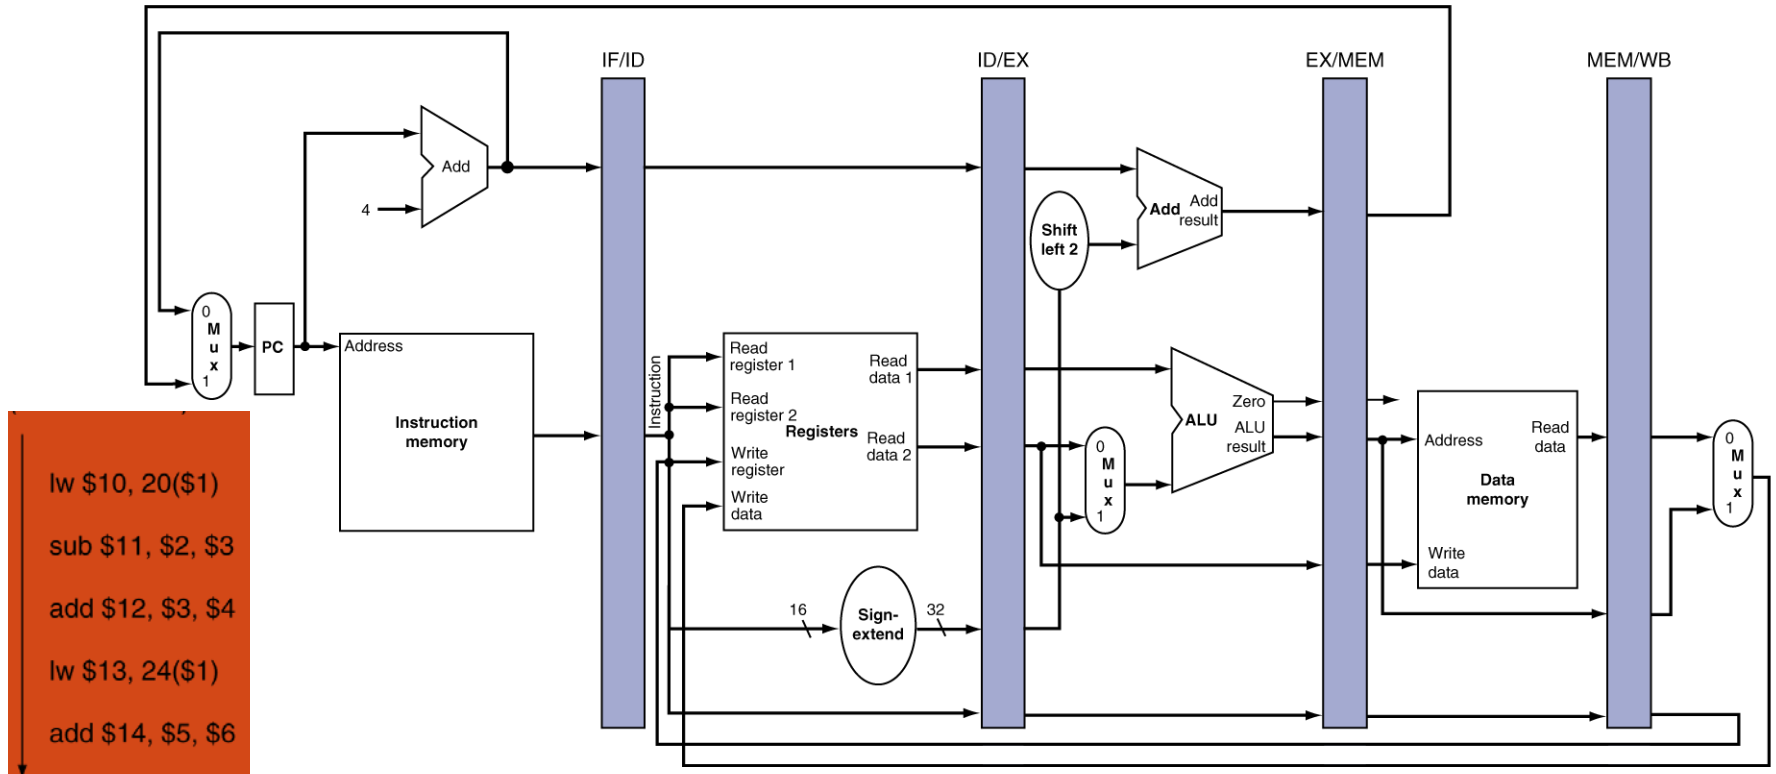 IF/ID
ID/EX
EX/MEM
MEM/WB
Add
4
Shift
left 2
Add
Add
result
0
M
u
x
1
PC
Address
Instruction
memory
Instruction
Read
register 1
Read
register 2
Write
register
Write
data
Registers
Read
data 1
Read
data 2
16
Sign-
extend
32
0
M
u
x
1
ALU
Zero
ALU
result
Address
Read
data
Data
memory
Write
data
0
M
u
x
1
lw $10, 20($1)
sub $11, $2, $3
add $12, $3, $4
lw $13, 24($1)
add $14, $5, $6